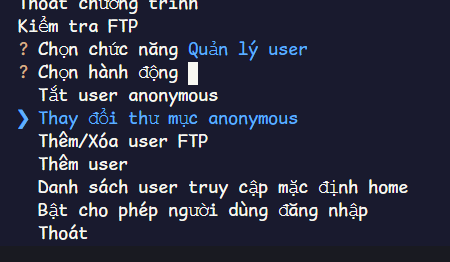 Thoát chương trình
Kiểm tra FTP
? Chọn chức năng Quản lý user
? Chọn hành động
Tắt user anonymous
❯ Thay đổi thư mục anonymous
Thêm/Xóa user FTP
Thêm user
Danh sách user truy cập mặc định home
Bật cho phép người dùng đăng nhập
Thoát